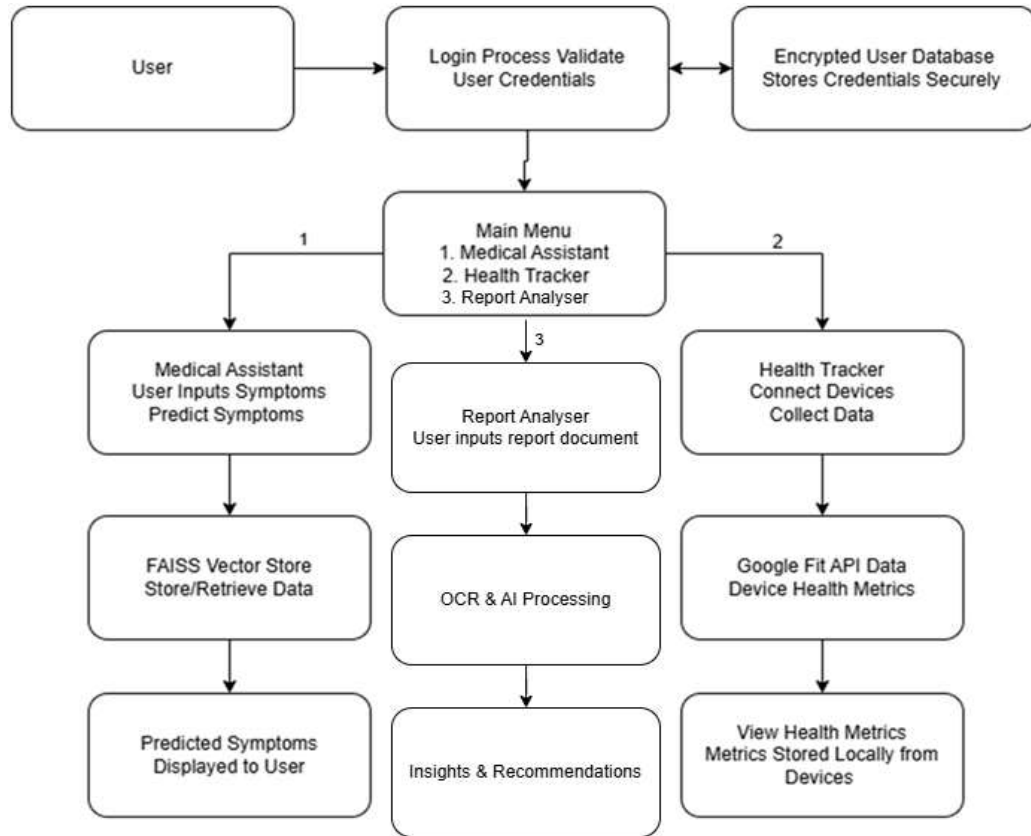 User
Login Process Validate
User Credentials
Encrypted User Database
Stores Credentials Securely
Main Menu
1. Medical Assistant
2. Health Tracker
3. Report Analyser
1
2
3
Medical Assistant
User Inputs Symptoms
Predict Symptoms
Report Analyser
User inputs report document
Health Tracker
Connect Devices
Collect Data
FAISS Vector Store
Store/Retrieve Data
OCR & AI Processing
Google Fit API Data
Device Health Metrics
Predicted Symptoms
Displayed to User
Insights & Recommendations
View Health Metrics
Metrics Stored Locally from
Devices